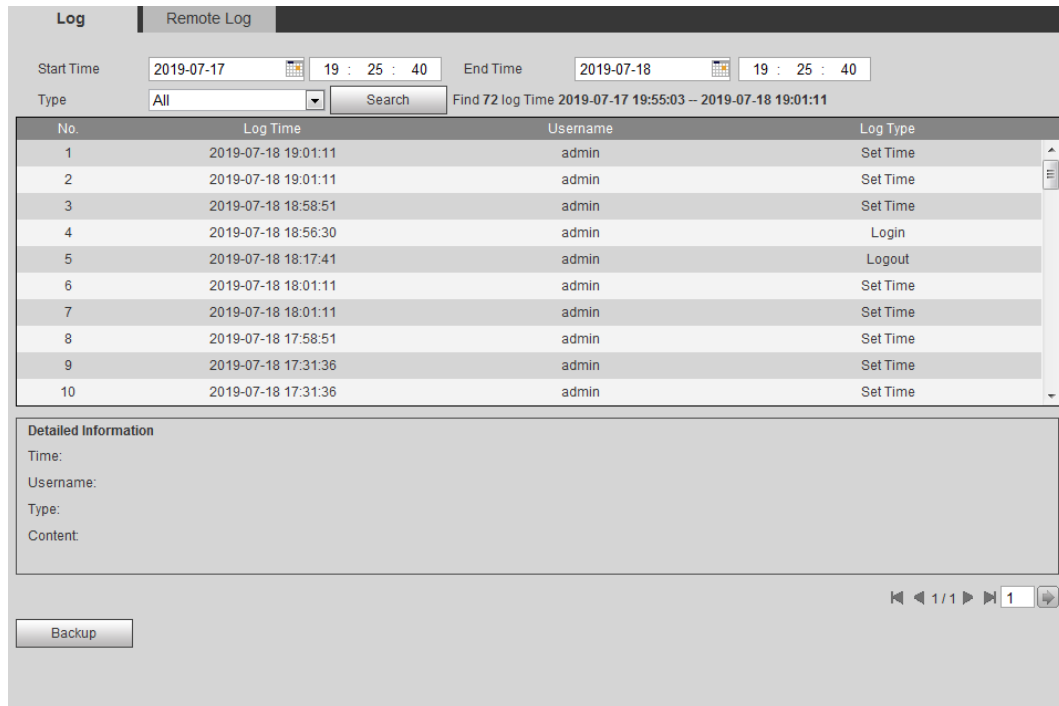 Log Remote Log
Start Time 2019-07-17 19 : 25 : 40 End Time 2019-07-18 19 : 25 : 40
Type All Search Find 72 log Time 2019-07-17 19:55:03 -- 2019-07-18 19:01:11
No. Log Time Username Log Type
1 2019-07-18 19:01:11 admin Set Time
2 2019-07-18 19:01:11 admin Set Time
3 2019-07-18 18:58:51 admin Set Time
4 2019-07-18 18:56:30 admin Login
5 2019-07-18 18:17:41 admin Logout
6 2019-07-18 18:01:11 admin Set Time
7 2019-07-18 18:01:11 admin Set Time
8 2019-07-18 17:58:51 admin Set Time
9 2019-07-18 17:31:36 admin Set Time
10 2019-07-18 17:31:36 admin Set Time
Detailed Information
Time:
Username:
Type:
Content:
1 / 1 1
Backup